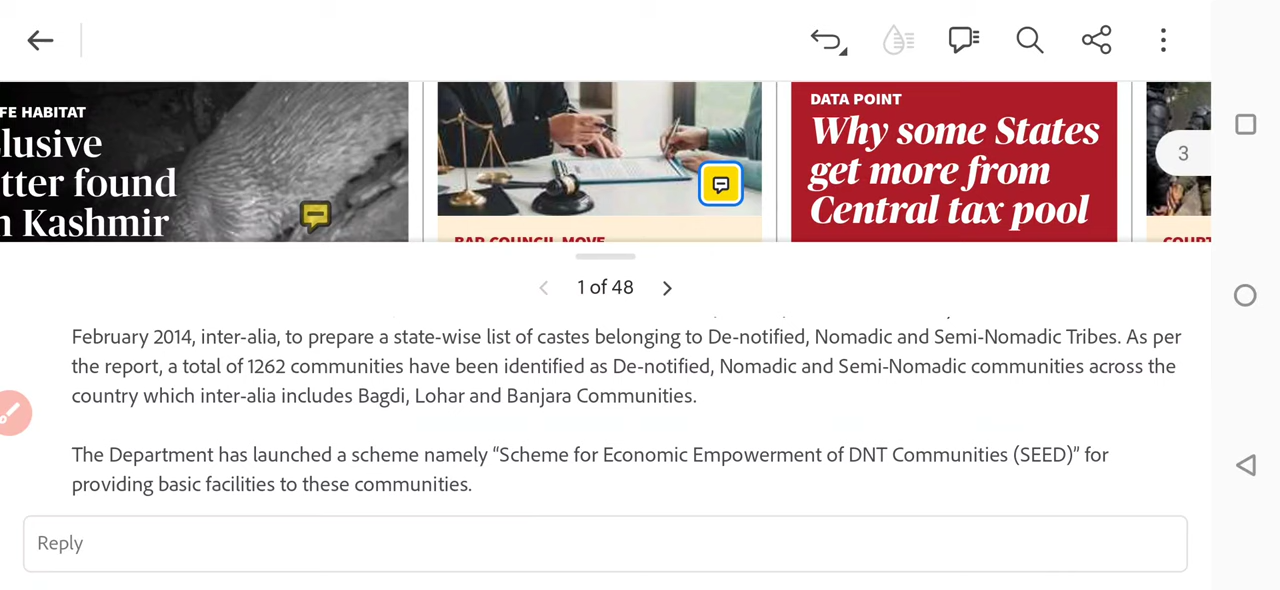 FE HABITAT
lusive
tter found
n Kashmir
BAR COUNCIL MOVE
DATA POINT
Why some States
get more from
Central tax pool
3
COURT
1 of 48
February 2014, inter-alia, to prepare a state-wise list of castes belonging to De-notified, Nomadic and Semi-Nomadic Tribes. As per
the report, a total of 1262 communities have been identified as De-notified, Nomadic and Semi-Nomadic communities across the
country which inter-alia includes Bagdi, Lohar and Banjara Communities.
The Department has launched a scheme namely “Scheme for Economic Empowerment of DNT Communities (SEED)” for
providing basic facilities to these communities.
Reply